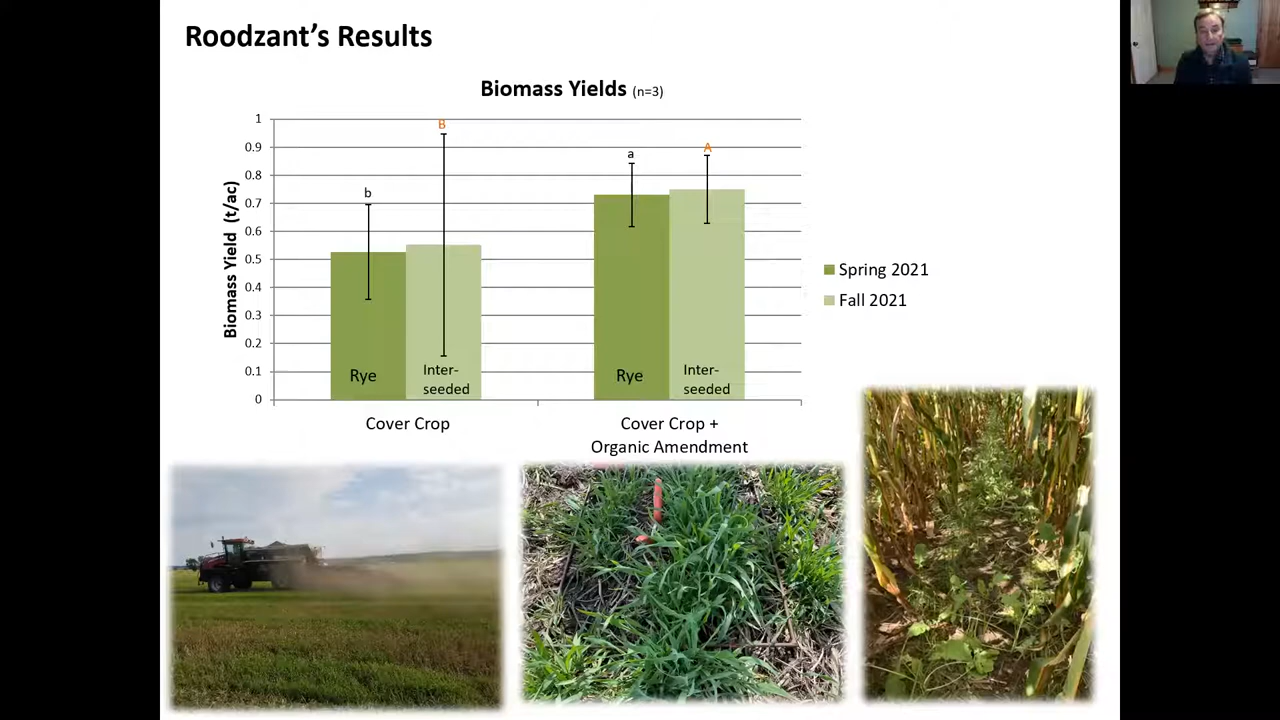 Roodzant’s Results
Biomass Yields (n=3)
Biomass Yield (t/ac)
1
0.9
0.8
0.7
0.6
0.5
0.4
0.3
0.2
0.1
0
b
B
a
A
Rye
Inter-
seeded
Rye
Inter-
seeded
Cover Crop
Cover Crop +
Organic Amendment
Spring 2021
Fall 2021